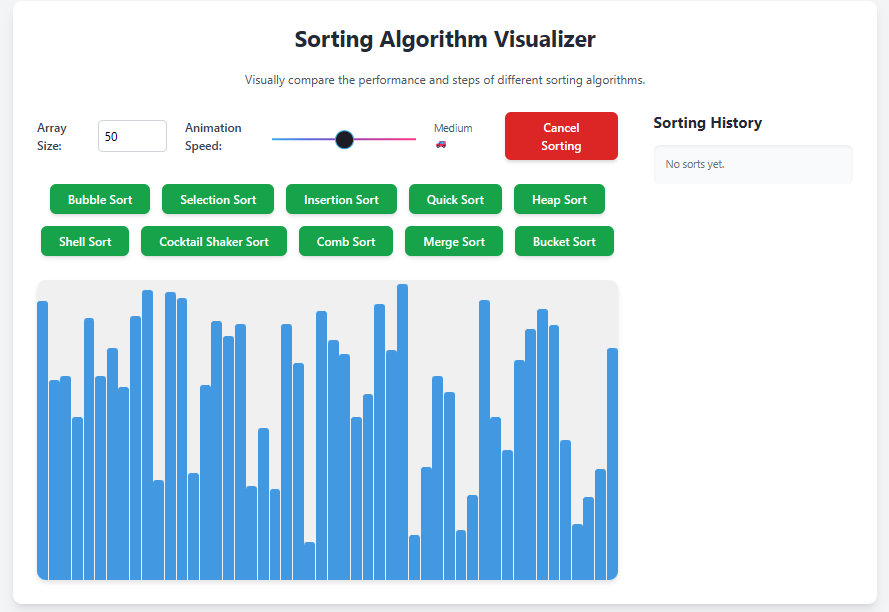 Sorting Algorithm Visualizer
Visually compare the performance and steps of different sorting algorithms.
Array
Size:
50
Animation
Speed:
Medium
Cancel
Sorting
Bubble Sort
Selection Sort
Insertion Sort
Quick Sort
Heap Sort
Shell Sort
Cocktail Shaker Sort
Comb Sort
Merge Sort
Bucket Sort
Sorting History
No sorts yet.